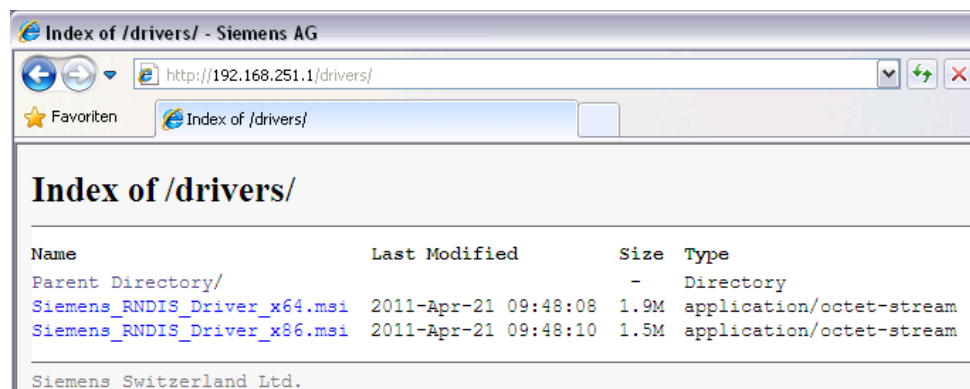 Index of /drivers/ - Siemens AG
http://192.168.251.1/drivers/
Favoriten
Index of /drivers/
Index of /drivers/
Name Last Modified Size Type
Parent Directory/ - Directory
Siemens_RNDIS_Driver_x64.msi 2011-Apr-21 09:48:08 1.9M application/octet-stream
Siemens_RNDIS_Driver_x86.msi 2011-Apr-21 09:48:10 1.5M application/octet-stream
Siemens Switzerland Ltd.